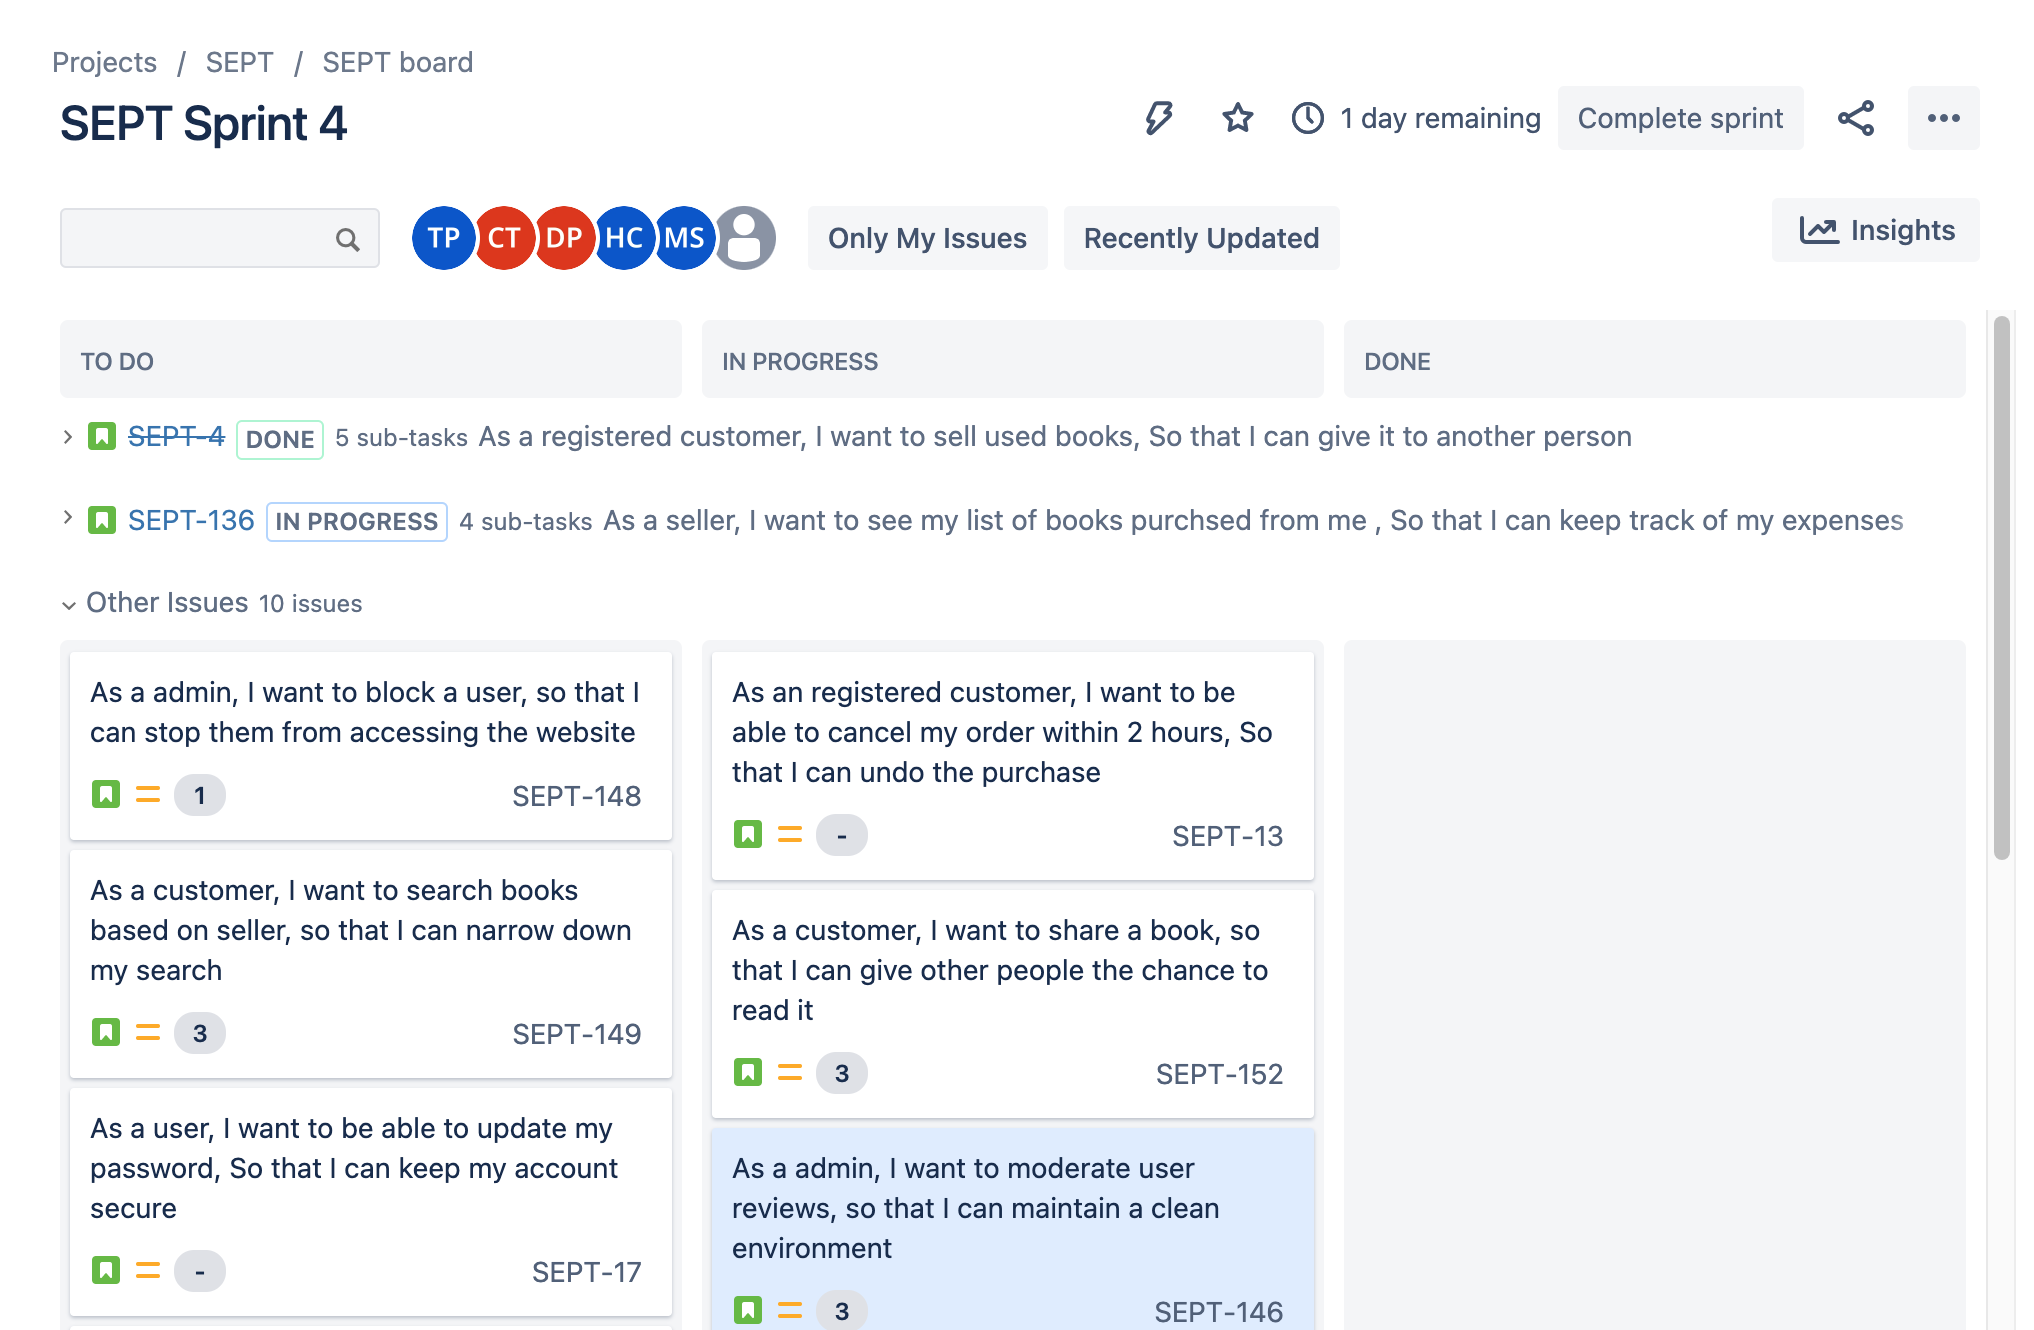 Projects / SEPT / SEPT board
SEPT Sprint 4
1 day remaining
Complete sprint
TP CT DP HC MS
Only My Issues
Recently Updated
Insights
TO DO
IN PROGRESS
DONE
SEPT-4 DONE 5 sub-tasks As a registered customer, I want to sell used books, So that I can give it to another person
SEPT-136 IN PROGRESS 4 sub-tasks As a seller, I want to see my list of books purchsed from me , So that I can keep track of my expenses
Other Issues 10 issues
As a admin, I want to block a user, so that I
can stop them from accessing the website
1 SEPT-148
As a customer, I want to search books
based on seller, so that I can narrow down
my search
3 SEPT-149
As a user, I want to be able to update my
password, So that I can keep my account
secure
- SEPT-17
As an registered customer, I want to be
able to cancel my order within 2 hours, So
that I can undo the purchase
- SEPT-13
As a customer, I want to share a book, so
that I can give other people the chance to
read it
3 SEPT-152
As a admin, I want to moderate user
reviews, so that I can maintain a clean
environment
3 SEPT-146